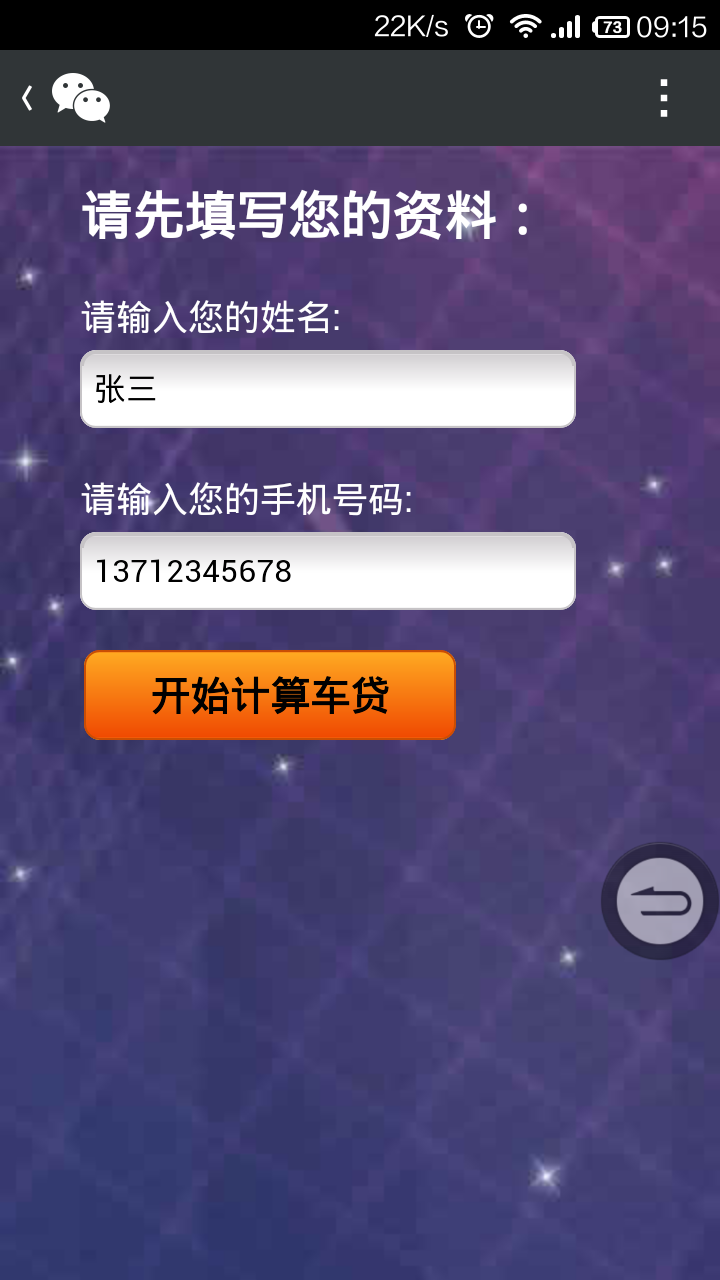 22K/s 73 09:15
请先填写您的资料：
请输入您的姓名:
张三
请输入您的手机号码:
13712345678
开始计算车贷